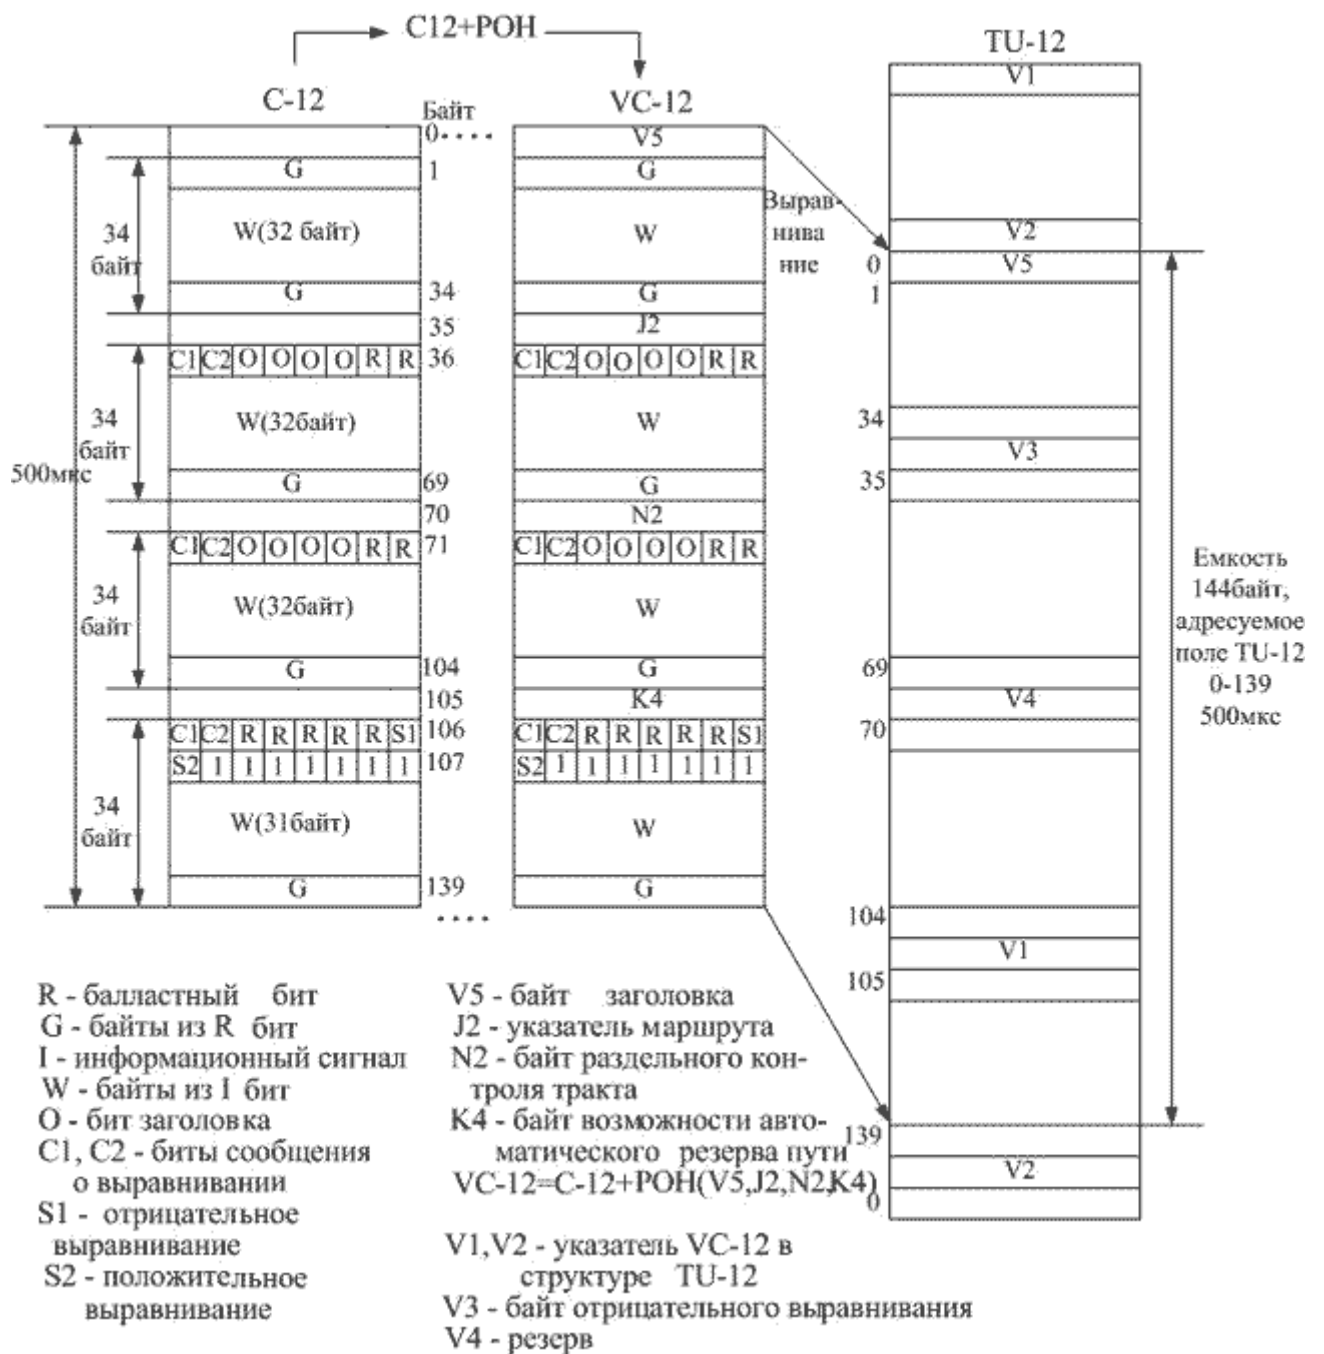 C12+POH
C-12
Байт
VC-12
TU-12
V1
V2
0
V5
1
34
V3
35
69
V4
70
104
V1
105
139
V2
0
0
V5
G
1
G
W(32 байт)
W
G
34
G
35
J2
C1 C2 O O O O R R
36
C1 C2 O O O O R R
W(32байт)
W
G
69
G
70
N2
C1 C2 O O O O R R
71
C1 C2 O O O O R R
W(32байт)
W
G
104
G
105
K4
C1 C2 R R R R R S1
106
C1 C2 R R R R R S1
S2 I I I I I I I
107
S2 I I I I I I I
W(31байт)
W
G
139
G
34
байт
34
байт
34
байт
34
байт
500мкс
Вырав-
нива
ние
Емкость
144байт,
адресуемое
поле TU-12
0-139
500мкс
R - балластный бит
G - байты из R бит
I - информационный сигнал
W - байты из I бит
O - бит заголовка
C1, C2 - биты сообщения
о выравнивании
S1 - отрицательное
выравнивание
S2 - положительное
выравнивание
V5 - байт заголовка
J2 - указатель маршрута
N2 - байт раздельного кон-
троля тракта
K4 - байт возможности авто-
матического резерва пути
VC-12=C-12+POH(V5,J2,N2,K4)
V1,V2 - указатель VC-12 в
структуре TU-12
V3 - байт отрицательного выравнивания
V4 - резерв